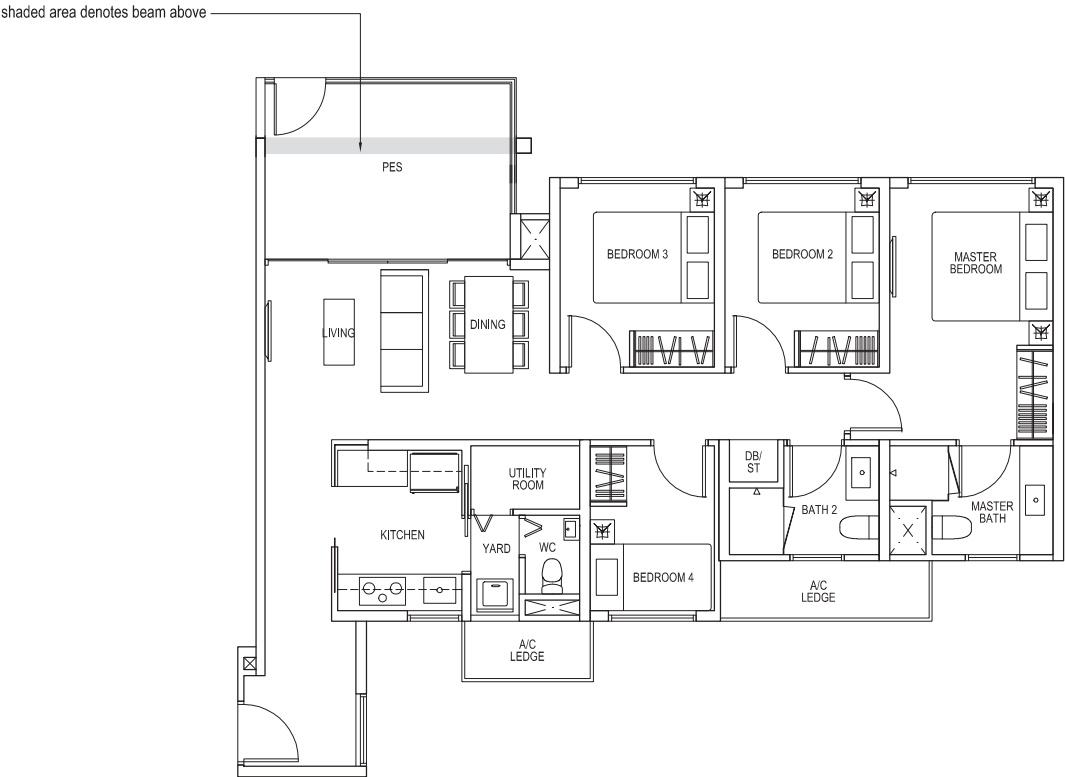 shaded area denotes beam above
PES
BEDROOM 3
BEDROOM 2
MASTER
BEDROOM
LIVING
DINING
DB/
ST
UTILITY
ROOM
KITCHEN
YARD
WC
BATH 2
MASTER
BATH
BEDROOM 4
A/C
LEDGE
A/C
LEDGE